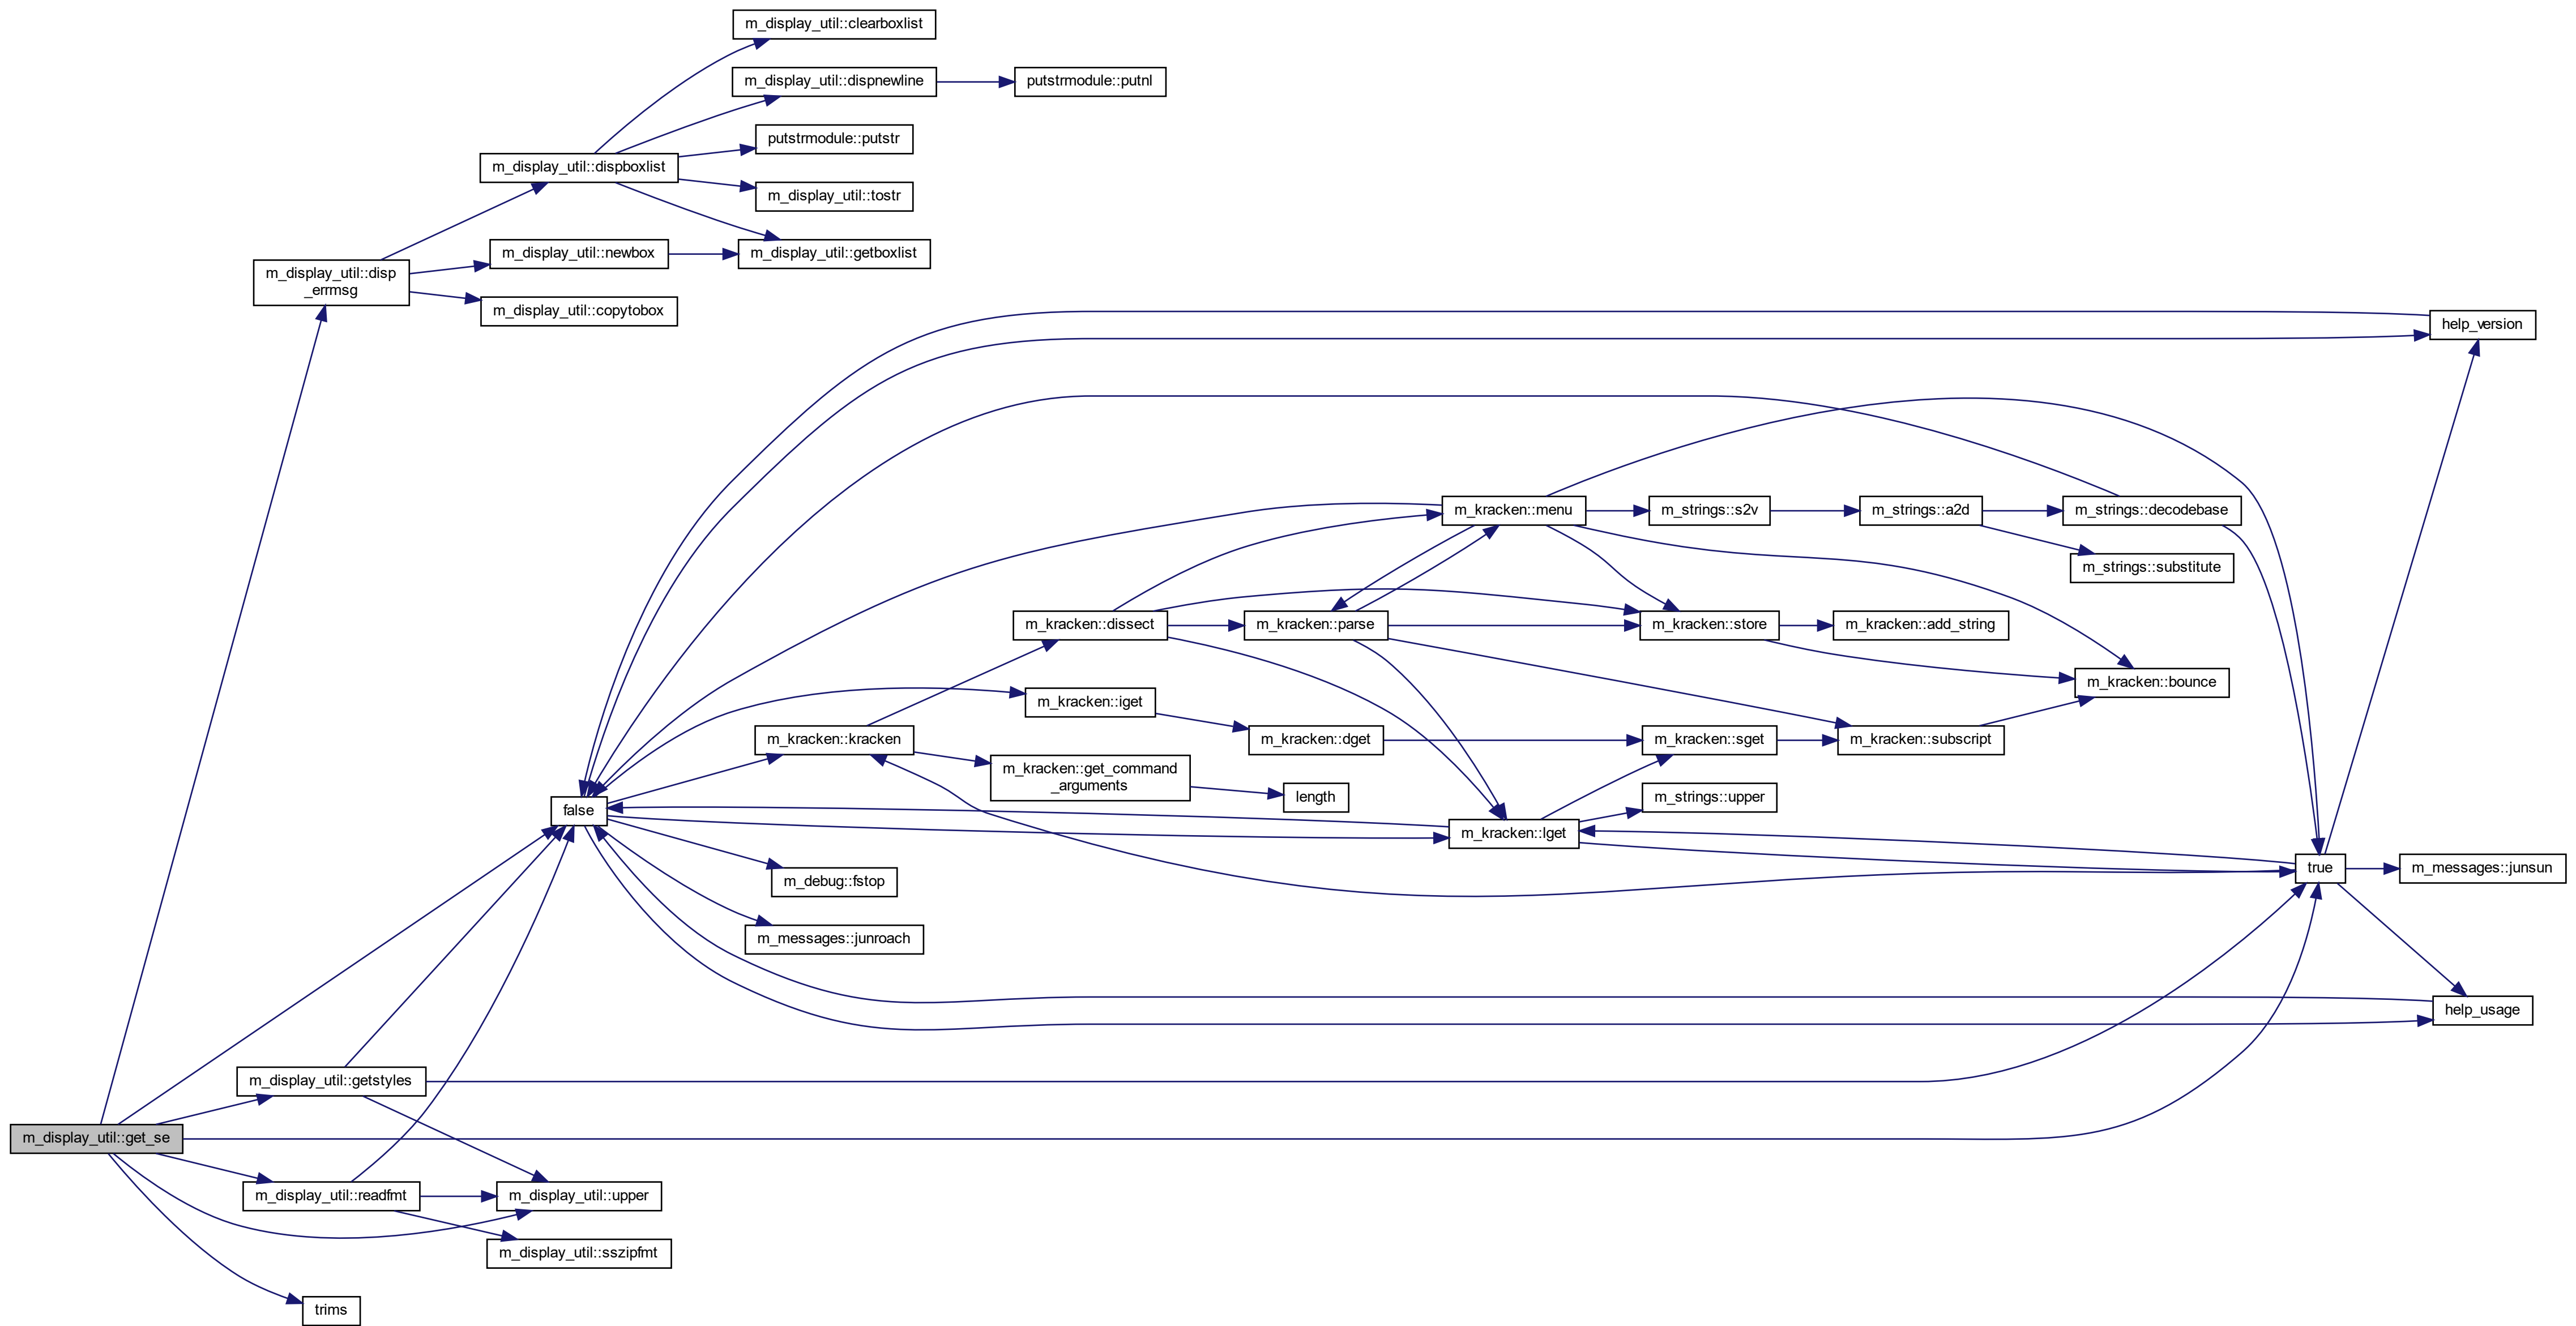 m_display_util::clearboxlist
m_display_util::dispnewline
putstrmodule::putnl
putstrmodule::putstr
m_display_util::dispboxlist
m_display_util::tostr
m_display_util::newbox
m_display_util::getboxlist
m_display_util::disp
_errmsg
m_display_util::copytobox
help_version
m_kracken::menu
m_strings::s2v
m_strings::a2d
m_strings::decodebase
m_strings::substitute
m_kracken::dissect
m_kracken::parse
m_kracken::store
m_kracken::add_string
m_kracken::bounce
m_kracken::iget
m_kracken::kracken
m_kracken::dget
m_kracken::sget
m_kracken::subscript
m_kracken::get_command
_arguments
length
m_strings::upper
false
m_kracken::lget
true
m_messages::junsun
m_debug::fstop
m_messages::junroach
help_usage
m_display_util::getstyles
m_display_util::get_se
m_display_util::readfmt
m_display_util::upper
m_display_util::sszipfmt
trims